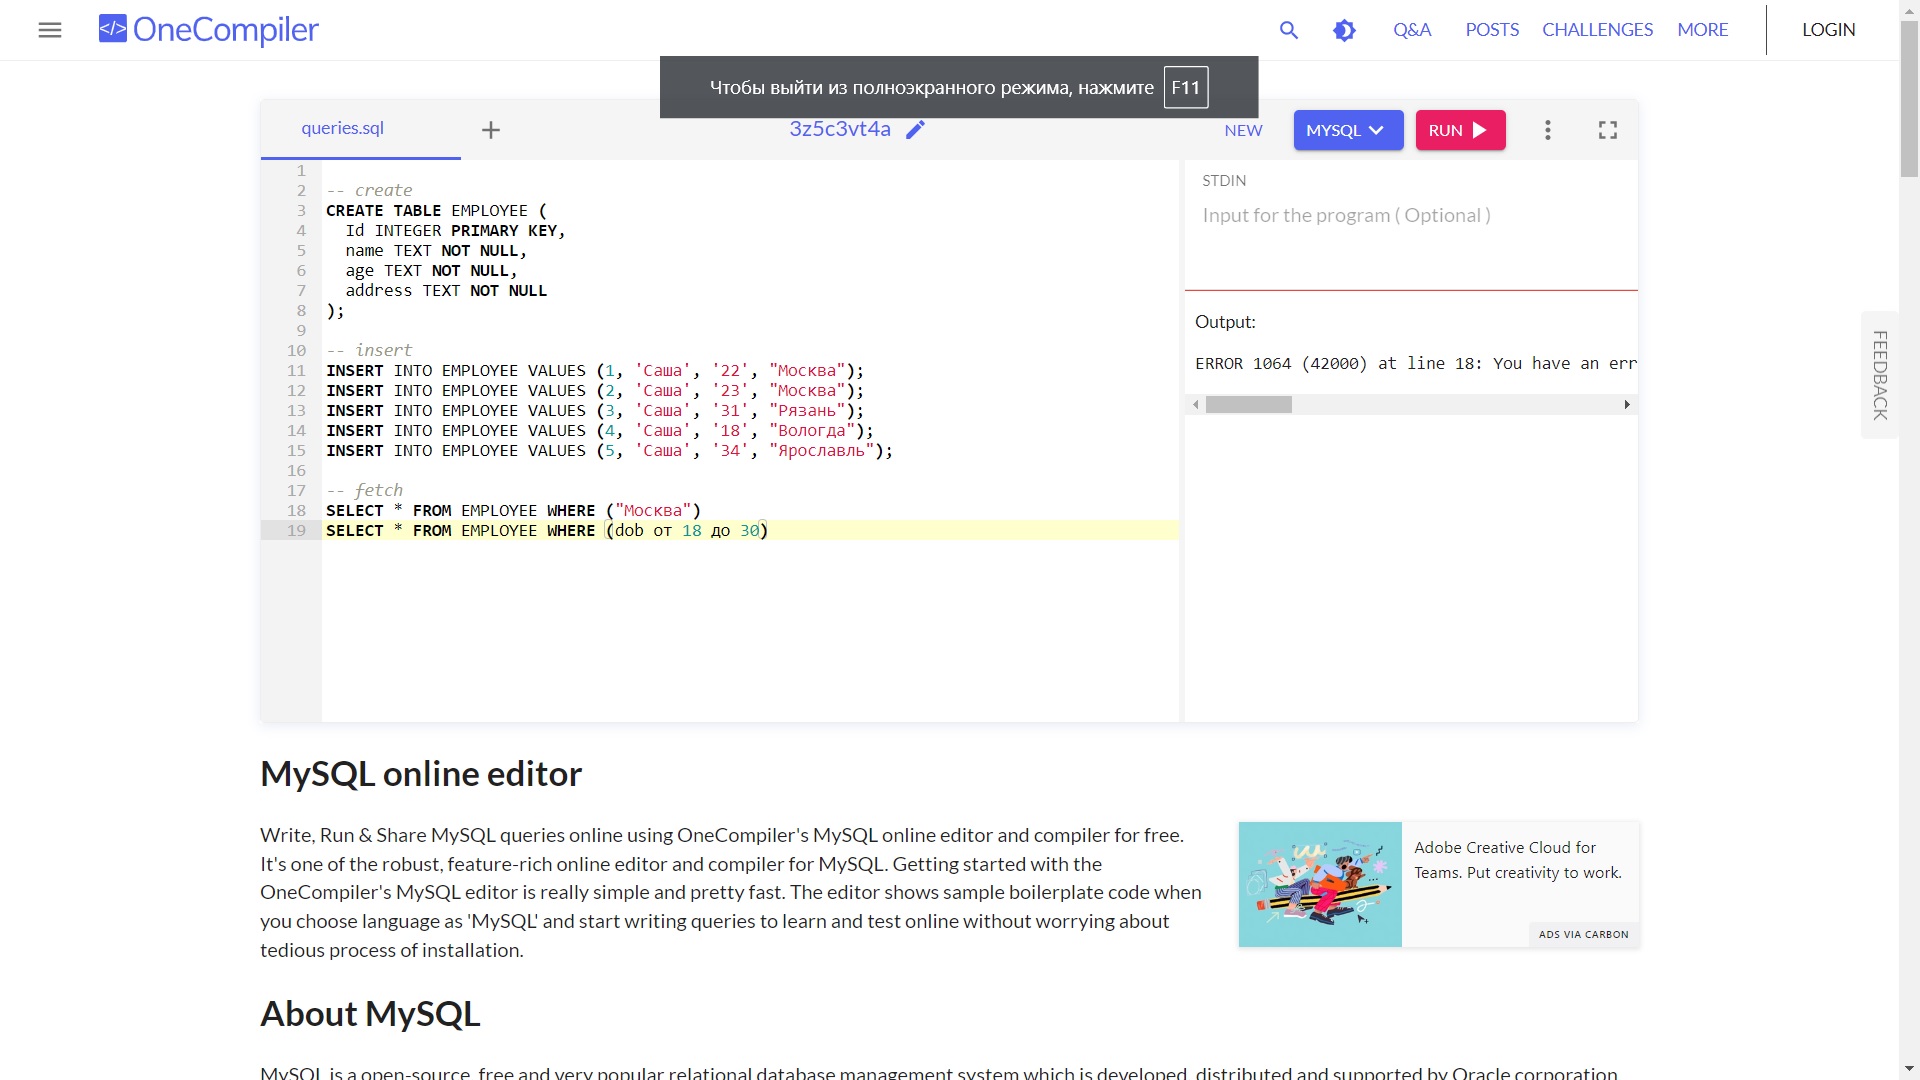 OneCompiler
Q&A
POSTS
CHALLENGES
MORE
LOGIN
Чтобы выйти из полноэкранного режима, нажмите F11
queries.sql
3z5c3vt4a
NEW
MYSQL
RUN
1
2 -- create
3 CREATE TABLE EMPLOYEE (
4 Id INTEGER PRIMARY KEY,
5 name TEXT NOT NULL,
6 age TEXT NOT NULL,
7 address TEXT NOT NULL
8 );
9
10 -- insert
11 INSERT INTO EMPLOYEE VALUES (1, 'Саша', '22', "Москва");
12 INSERT INTO EMPLOYEE VALUES (2, 'Саша', '23', "Москва");
13 INSERT INTO EMPLOYEE VALUES (3, 'Саша', '31', "Рязань");
14 INSERT INTO EMPLOYEE VALUES (4, 'Саша', '18', "Вологда");
15 INSERT INTO EMPLOYEE VALUES (5, 'Саша', '34', "Ярославль");
16
17 -- fetch
18 SELECT * FROM EMPLOYEE WHERE ("Москва")
19 SELECT * FROM EMPLOYEE WHERE (dob от 18 до 30)
STDIN
Input for the program ( Optional )
Output:
ERROR 1064 (42000) at line 18: You have an err
FEEDBACK
MySQL online editor
Write, Run & Share MySQL queries online using OneCompiler's MySQL online editor and compiler for free.
It's one of the robust, feature-rich online editor and compiler for MySQL. Getting started with the
OneCompiler's MySQL editor is really simple and pretty fast. The editor shows sample boilerplate code when
you choose language as 'MySQL' and start writing queries to learn and test online without worrying about
tedious process of installation.
Adobe Creative Cloud for
Teams. Put creativity to work.
ADS VIA CARBON
About MySQL
MySQL is a open-source, free and very popular relational database management system which is developed, distributed and supported by Oracle corporation.